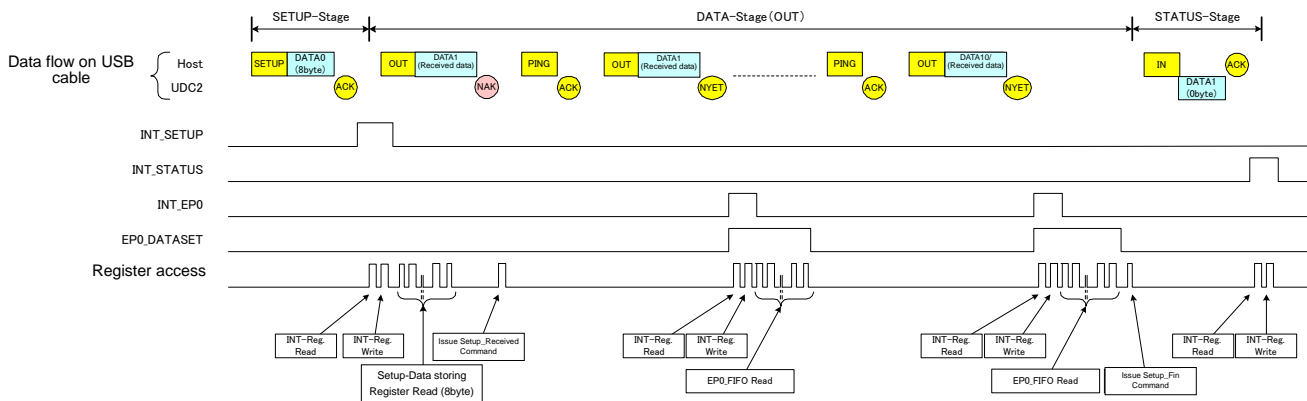 SETUP-Stage
DATA-Stage(OUT)
STATUS-Stage
Data flow on USB
cable
Host
UDC2
SETUP
DATA0
(8byte)
ACK
OUT
DATA1
(Received data)
NAK
PING
ACK
OUT
DATA1
(Received data)
NYET
PING
ACK
OUT
DATA10/
(Received data)
NYET
IN
DATA1
(0byte)
ACK
INT_SETUP
INT_STATUS
INT_EP0
EP0_DATASET
Register access
INT-Reg.
Read
INT-Reg.
Write
Issue Setup_Received
Command
Setup-Data storing
Register Read (8byte)
INT-Reg.
Read
INT-Reg.
Write
EP0_FIFO Read
INT-Reg.
Read
INT-Reg.
Write
EP0_FIFO Read
Issue Setup_Fin
Command
INT-Reg.
Read
INT-Reg.
Write